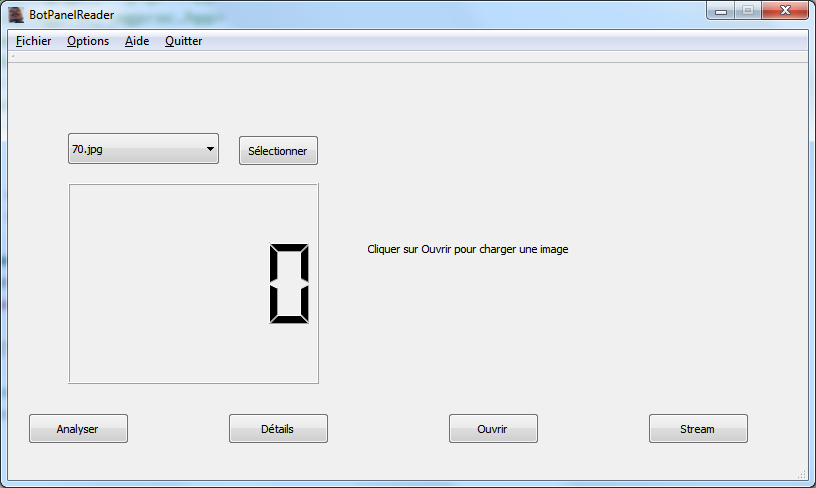 BotPanelReader
Fichier Options Aide Quitter
70.jpg Sélectionner
0
Cliquer sur Ouvrir pour charger une image
Analyser Détails Ouvrir Stream